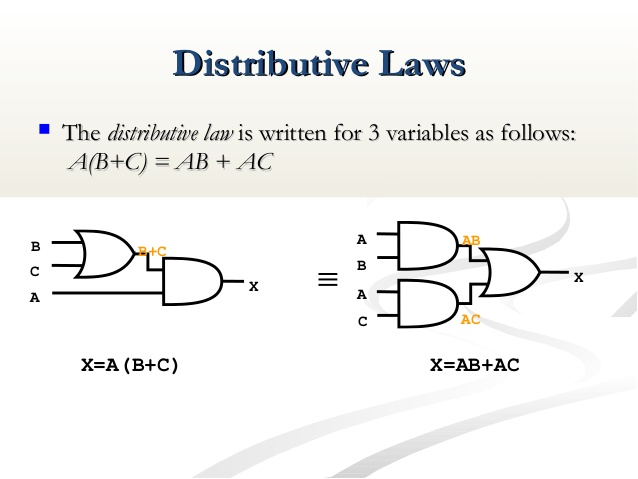 Distributive Laws
The distributive law is written for 3 variables as follows:
A(B+C) = AB + AC
B
B+C
C
A
X
≡
A
AB
B
X
A
C
AC
X=A(B+C)
X=AB+AC